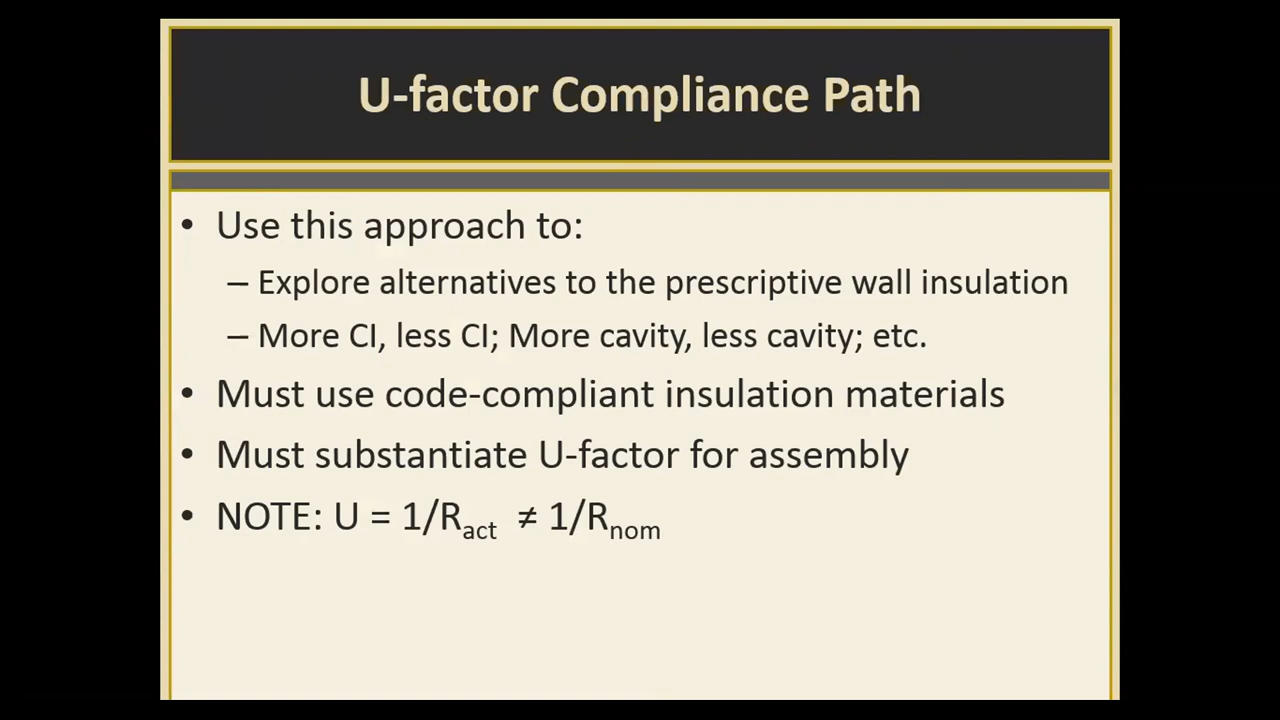 U-factor Compliance Path
• Use this approach to:
– Explore alternatives to the prescriptive wall insulation
– More CI, less CI; More cavity, less cavity; etc.
• Must use code-compliant insulation materials
• Must substantiate U-factor for assembly
• NOTE: U = 1/Ract ≠ 1/Rnom